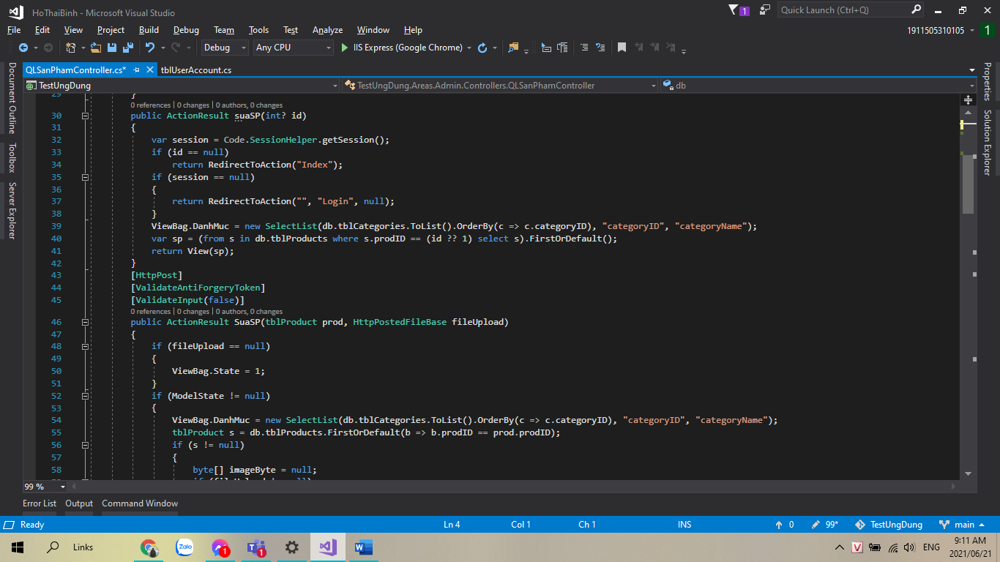 HoThaiBinh - Microsoft Visual Studio
1
Quick Launch (Ctrl+Q)
File Edit View Project Build Debug Team Tools Test Analyze Window Help
1911505310105
1
Debug Any CPU IIS Express (Google Chrome)
QLSanPhamController.cs* tblUserAccount.cs
TestUngDung TestUngDung.Areas.Admin.Controllers.QLSanPhamController db
Document Outline
Toolbox
Server Explorer
Properties
Solution Explorer
29 }
0 references | 0 changes | 0 authors, 0 changes
30 public ActionResult suaSP(int? id)
31 {
32 var session = Code.SessionHelper.getSession();
33 if (id == null)
34 return RedirectToAction("Index");
35 if (session == null)
36 {
37 return RedirectToAction("", "Login", null);
38 }
39 ViewBag.DanhMuc = new SelectList(db.tblCategories.ToList().OrderBy(c => c.categoryID), "categoryID", "categoryName");
40 var sp = (from s in db.tblProducts where s.prodID == (id ?? 1) select s).FirstOrDefault();
41 return View(sp);
42 }
43 [HttpPost]
44 [ValidateAntiForgeryToken]
45 [ValidateInput(false)]
0 references | 0 changes | 0 authors, 0 changes
46 public ActionResult SuaSP(tblProduct prod, HttpPostedFileBase fileUpload)
47 {
48 if (fileUpload == null)
49 {
50 ViewBag.State = 1;
51 }
52 if (ModelState != null)
53 {
54 ViewBag.DanhMuc = new SelectList(db.tblCategories.ToList().OrderBy(c => c.categoryID), "categoryID", "categoryName");
55 tblProduct s = db.tblProducts.FirstOrDefault(b => b.prodID == prod.prodID);
56 if (s != null)
57 {
58 byte[] imageByte = null;
99 %
Error List Output Command Window
Ready Ln 4 Col 1 Ch 1 INS 0 99* TestUngDung main
Links Zalo 1 1 V ENG 9:11 AM
2021/06/21